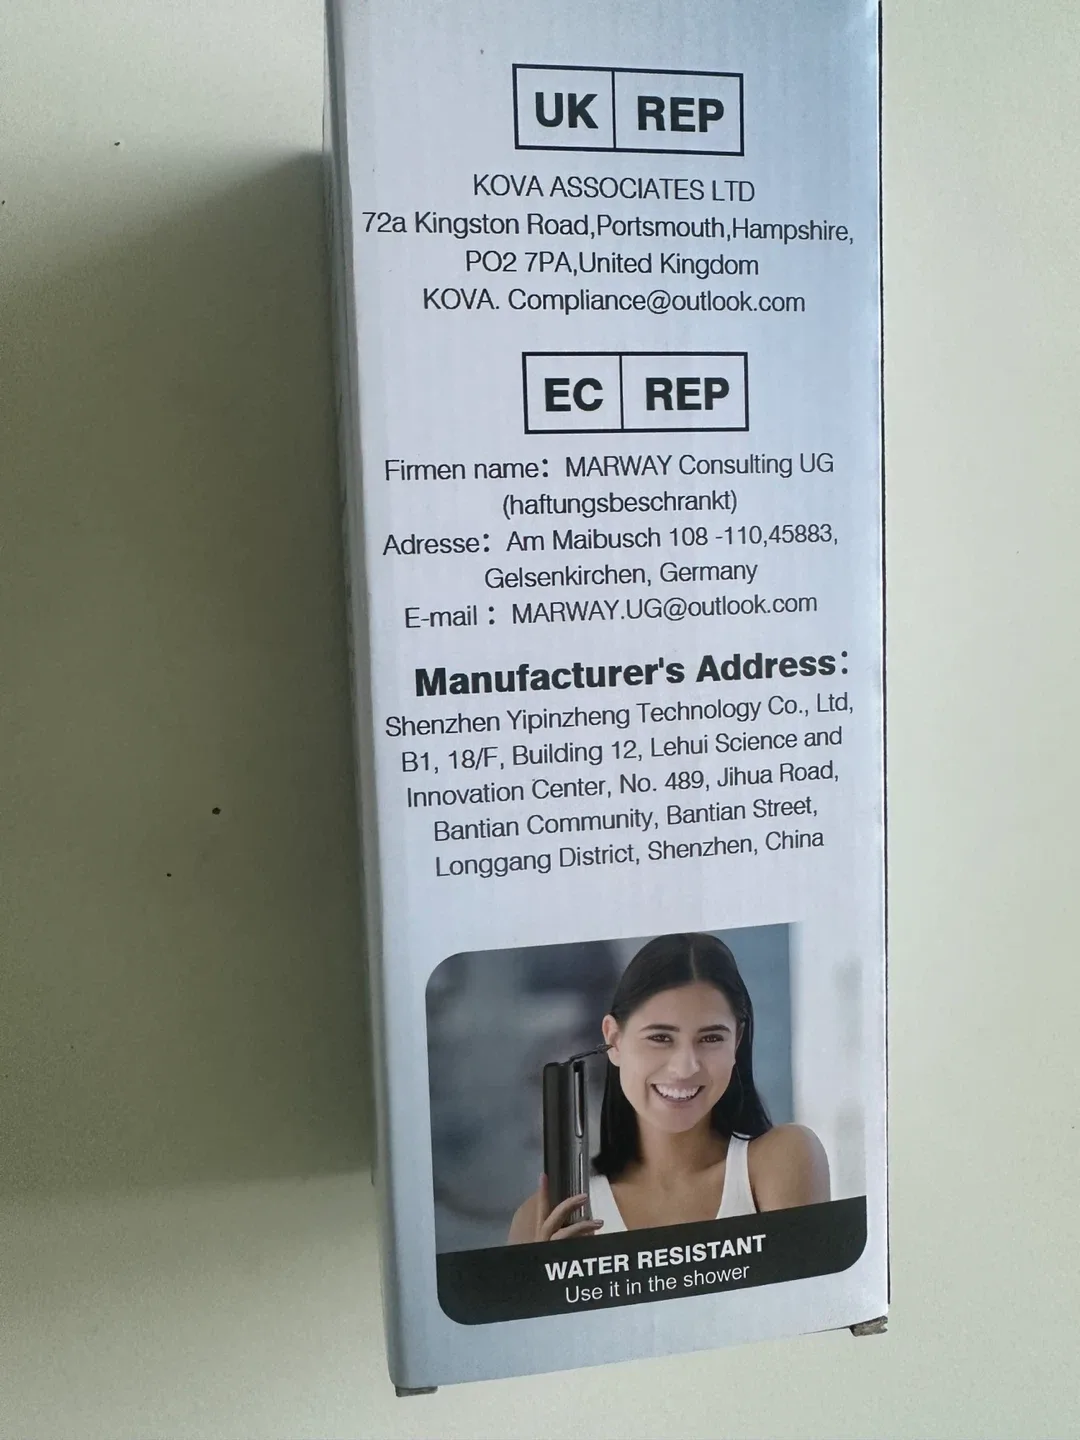 UK REP
KOVA ASSOCIATES LTD
72a Kingston Road,Portsmouth,Hampshire,
PO2 7PA,United Kingdom
KOVA. Compliance@outlook.com
EC REP
Firmen name: MARWAY Consulting UG
(haftungsbeschrankt)
Adresse: Am Maibusch 108 -110,45883,
Gelsenkirchen, Germany
E-mail : MARWAY.UG@outlook.com
Manufacturer's Address:
Shenzhen Yipinzheng Technology Co., Ltd,
B1, 18/F, Building 12, Lehui Science and
Innovation Center, No. 489, Jihua Road,
Bantian Community, Bantian Street,
Longgang District, Shenzhen, China
WATER RESISTANT
Use it in the shower